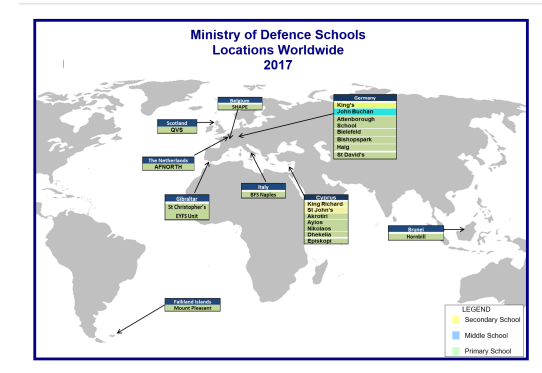 Ministry of Defence Schools
Locations Worldwide
2017
Belgium
SHAPE
Germany
King's
John Buchan
Attenborough
School
Bielefeld
Bishopspark
Haig
St David's
Scotland
QVS
The Netherlands
AFNORTH
Gibraltar
St Christopher's
EYFS Unit
Italy
BFS Naples
Cyprus
King Richard
St John's
Akrotiri
Ayios
Nikolaos
Dhekelia
Episkopi
Brunei
Hornbill
Falkland Islands
Mount Pleasant
LEGEND
Secondary School
Middle School
Primary School